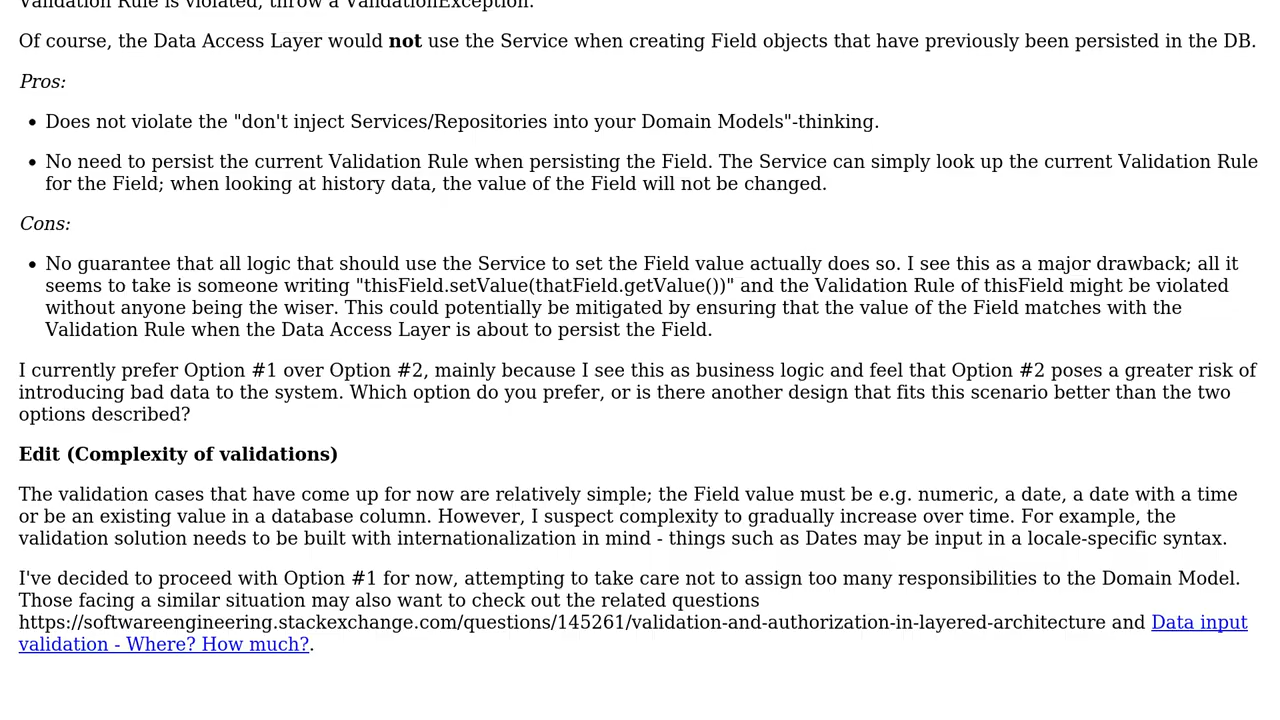 Validation Rule is violated, throw a ValidationException.
Of course, the Data Access Layer would not use the Service when creating Field objects that have previously been persisted in the DB.
Pros:
• Does not violate the "don't inject Services/Repositories into your Domain Models"-thinking.
• No need to persist the current Validation Rule when persisting the Field. The Service can simply look up the current Validation Rule
for the Field; when looking at history data, the value of the Field will not be changed.
Cons:
• No guarantee that all logic that should use the Service to set the Field value actually does so. I see this as a major drawback; all it
seems to take is someone writing "thisField.setValue(thatField.getValue())" and the Validation Rule of thisField might be violated
without anyone being the wiser. This could potentially be mitigated by ensuring that the value of the Field matches with the
Validation Rule when the Data Access Layer is about to persist the Field.
I currently prefer Option #1 over Option #2, mainly because I see this as business logic and feel that Option #2 poses a greater risk of
introducing bad data to the system. Which option do you prefer, or is there another design that fits this scenario better than the two
options described?
Edit (Complexity of validations)
The validation cases that have come up for now are relatively simple; the Field value must be e.g. numeric, a date, a date with a time
or be an existing value in a database column. However, I suspect complexity to gradually increase over time. For example, the
validation solution needs to be built with internationalization in mind - things such as Dates may be input in a locale-specific syntax.
I've decided to proceed with Option #1 for now, attempting to take care not to assign too many responsibilities to the Domain Model.
Those facing a similar situation may also want to check out the related questions
https://softwareengineering.stackexchange.com/questions/145261/validation-and-authorization-in-layered-architecture and Data input
validation - Where? How much?.